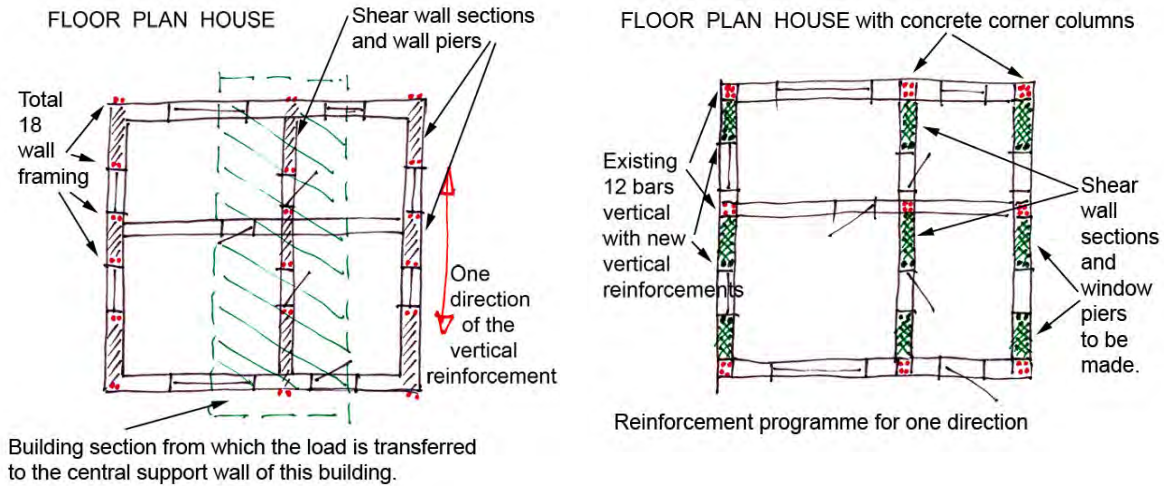 FLOOR PLAN HOUSE
Shear wall sections
and wall piers
Total
18
wall
framing
One
direction
of the
vertical
reinforcement
Building section from which the load is transferred
to the central support wall of this building.
FLOOR PLAN HOUSE with concrete corner columns
Existing
12 bars
vertical
with new
vertical
reinforcements
Shear
wall
sections
and
window
piers
to be
made.
Reinforcement programme for one direction